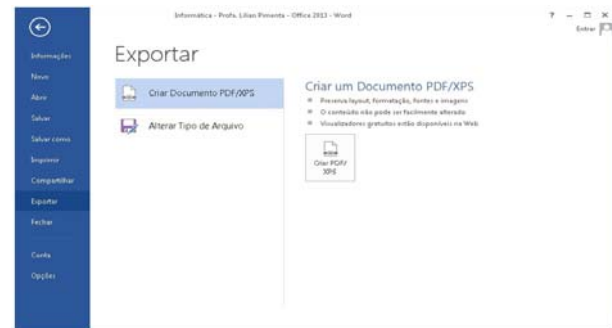 Informática - Profa. Lilian Pimenta - Office 2013 - Word
?
Entrar
Informações
Novo
Abrir
Salvar
Salvar como
Imprimir
Compartilhar
Exportar
Fechar
Conta
Opções
Exportar
Criar Documento PDF/XPS
Alterar Tipo de Arquivo
Criar um Documento PDF/XPS
Preserva layout, formatação, fontes e imagens
O conteúdo não pode ser facilmente alterado
Visualizadores gratuitos estão disponíveis na Web
Criar PDF/
XPS